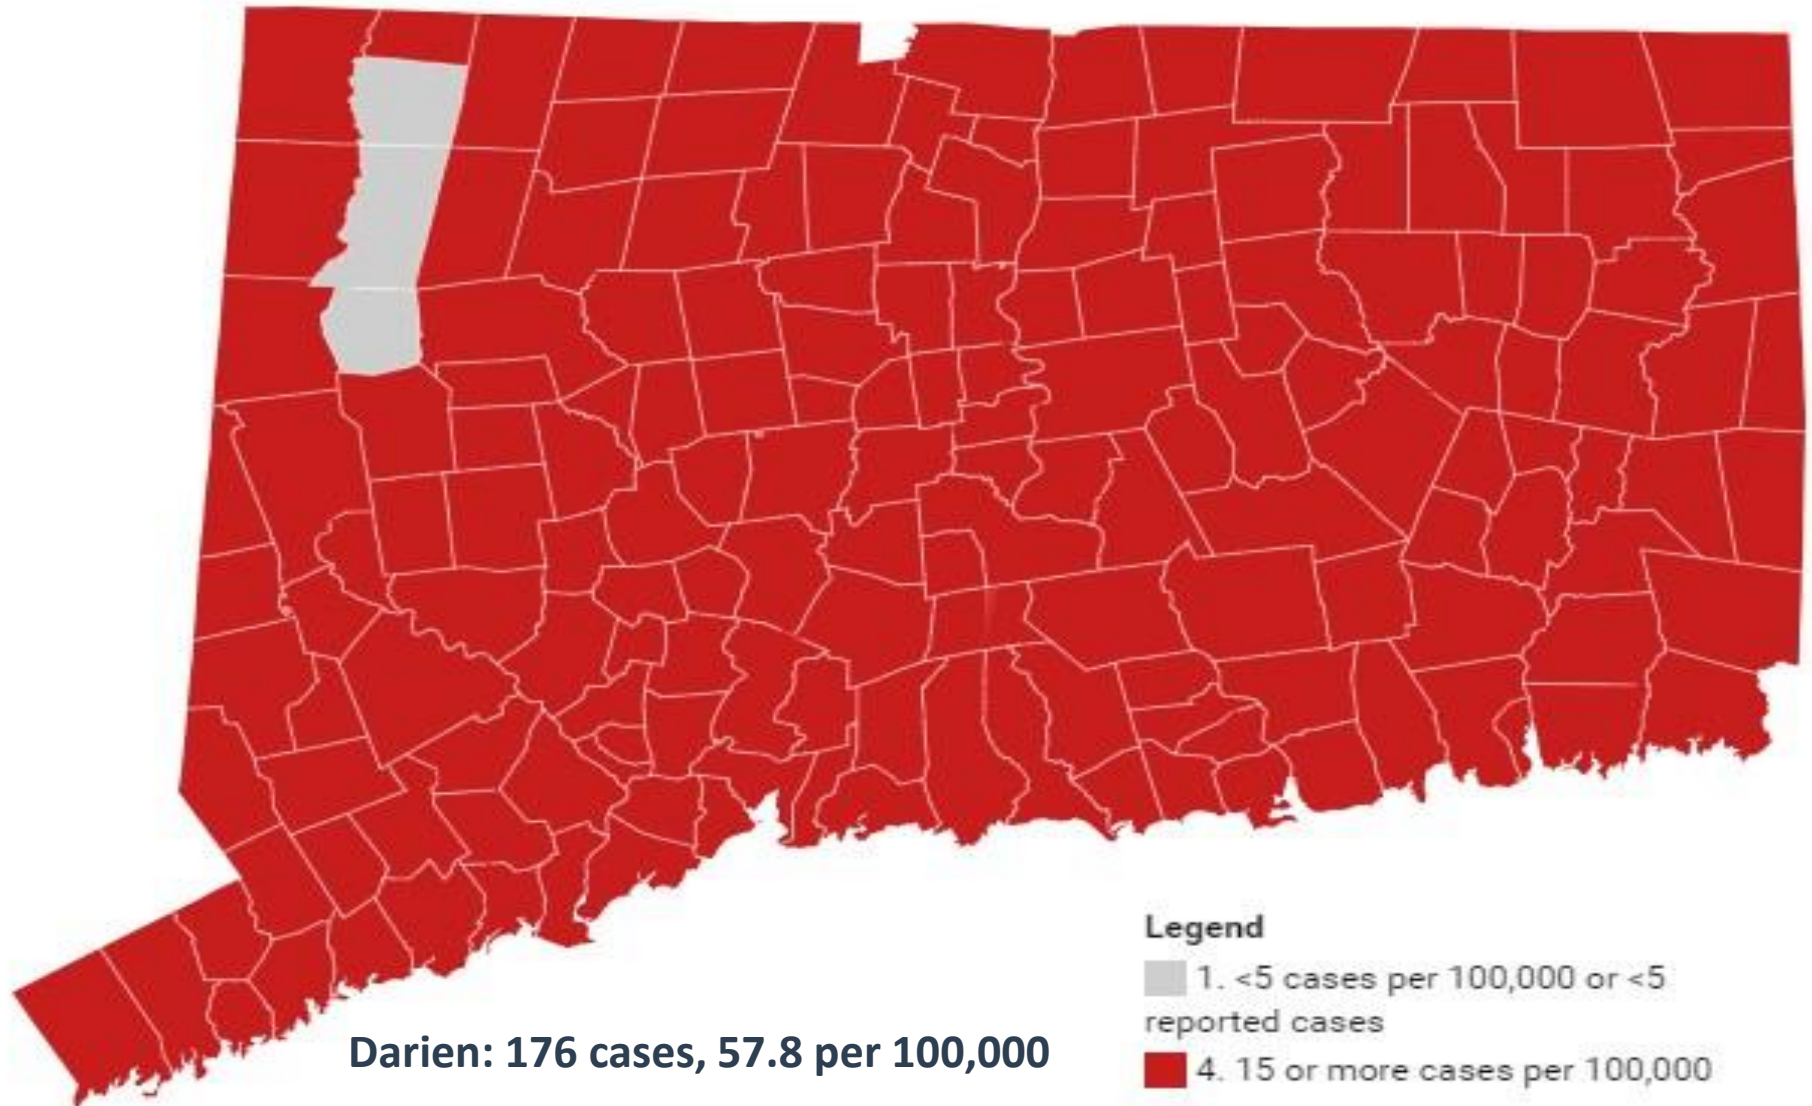 Legend
1. <5 cases per 100,000 or <5
reported cases
Darien: 176 cases, 57.8 per 100,000
4. 15 or more cases per 100,000